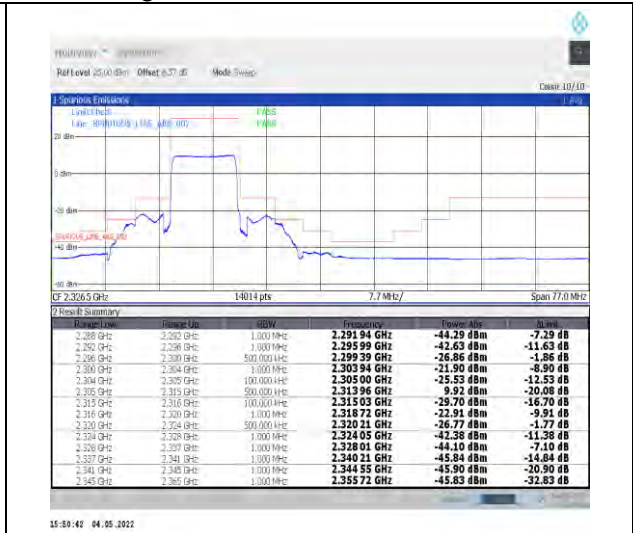 MultiView Spectrum
Ref Level 25.00 dBm Offset 6.57 dB Mode Sweep
Count 10/10
1 Spurious Emissions 1 Avg
Limit Check PASS
PASS
20 dBm
0 dBm
-20 dBm
-40 dBm
-60 dBm
CF 2.3265 GHz 14014 pts 7.7 MHz/ Span 77.0 MHz
2 Result Summary
Range Low Range Up RBW Frequency Power Abs ΔLimit
2.288 GHz 2.292 GHz 1.000 MHz 2.291 94 GHz -44.29 dBm -7.29 dB
2.292 GHz 2.296 GHz 1.000 MHz 2.295 99 GHz -42.63 dBm -11.63 dB
2.296 GHz 2.300 GHz 500.000 kHz 2.299 39 GHz -26.86 dBm -1.86 dB
2.300 GHz 2.304 GHz 1.000 MHz 2.303 94 GHz -21.90 dBm -8.90 dB
2.304 GHz 2.305 GHz 100.000 kHz 2.305 00 GHz -25.53 dBm -12.53 dB
2.305 GHz 2.315 GHz 500.000 kHz 2.313 96 GHz 9.92 dBm -20.08 dB
2.315 GHz 2.316 GHz 100.000 kHz 2.315 03 GHz -29.70 dBm -16.70 dB
2.316 GHz 2.320 GHz 1.000 MHz 2.318 72 GHz -22.91 dBm -9.91 dB
2.320 GHz 2.324 GHz 500.000 kHz 2.320 21 GHz -26.77 dBm -1.77 dB
2.324 GHz 2.328 GHz 1.000 MHz 2.324 05 GHz -42.38 dBm -11.38 dB
2.328 GHz 2.337 GHz 1.000 MHz 2.328 01 GHz -44.10 dBm -7.10 dB
2.337 GHz 2.341 GHz 1.000 MHz 2.340 21 GHz -45.84 dBm -14.84 dB
2.341 GHz 2.345 GHz 1.000 MHz 2.344 55 GHz -45.90 dBm -20.90 dB
2.345 GHz 2.365 GHz 1.000 MHz 2.355 72 GHz -45.83 dBm -32.83 dB
15:50:42 04.05.2022